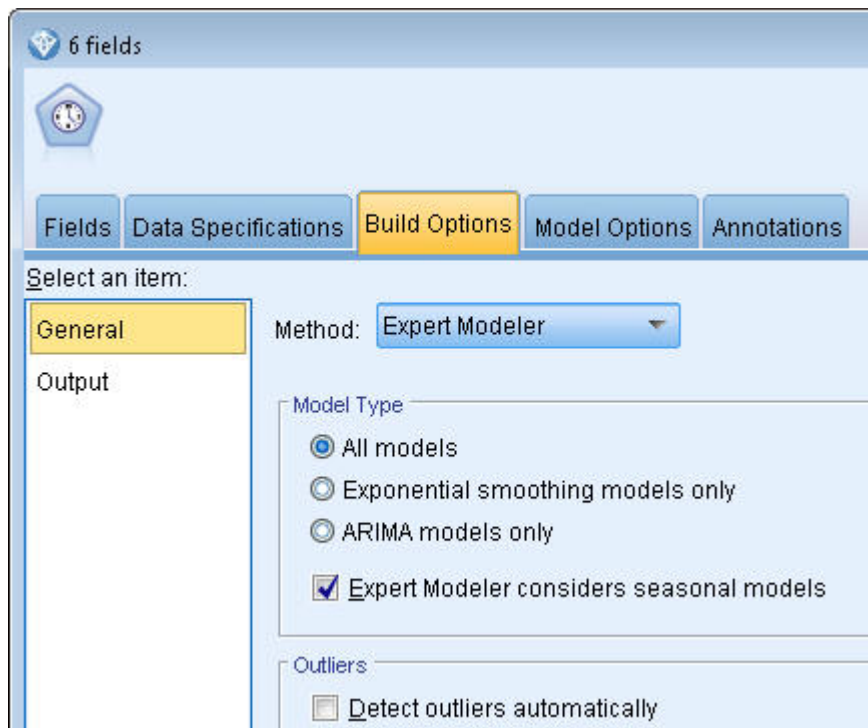 6 fields
Fields Data Specifications Build Options Model Options Annotations
Select an item:
General
Output
Method: Expert Modeler
Model Type
All models
Exponential smoothing models only
ARIMA models only
Expert Modeler considers seasonal models
Outliers
Detect outliers automatically